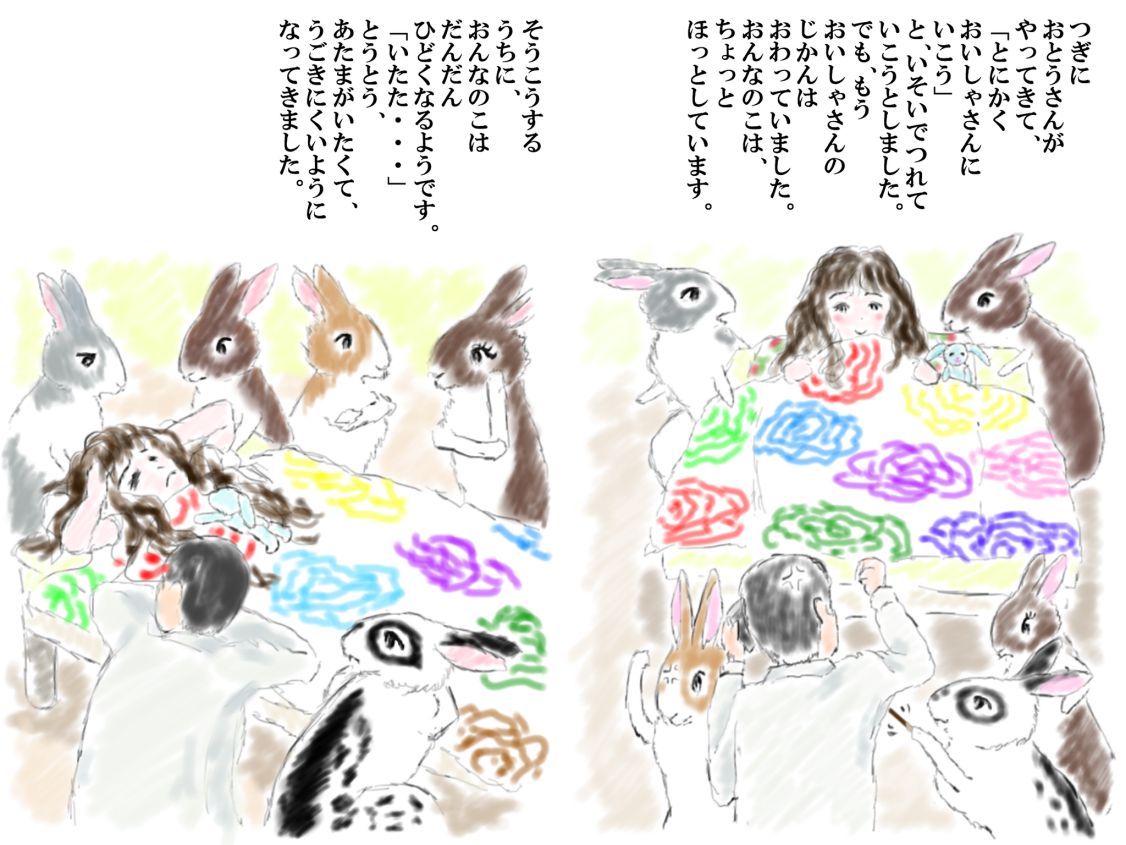 つぎに
おとうさんが
やってきて、
「とにかく
おいしゃさんに
いこう」
と、いそいでつれて
いこうとしました。
でも、もう
おいしゃさんの
じかんは
おわっていました。
おんなのこは、
ちょっと
ほっとしています。
そうこうする
うちに、
おんなのこは
だんだん
ひどくなるようです。
「いたた・・・」
とうとう、
あたまがいたくて、
うごきにくいように
なってきました。